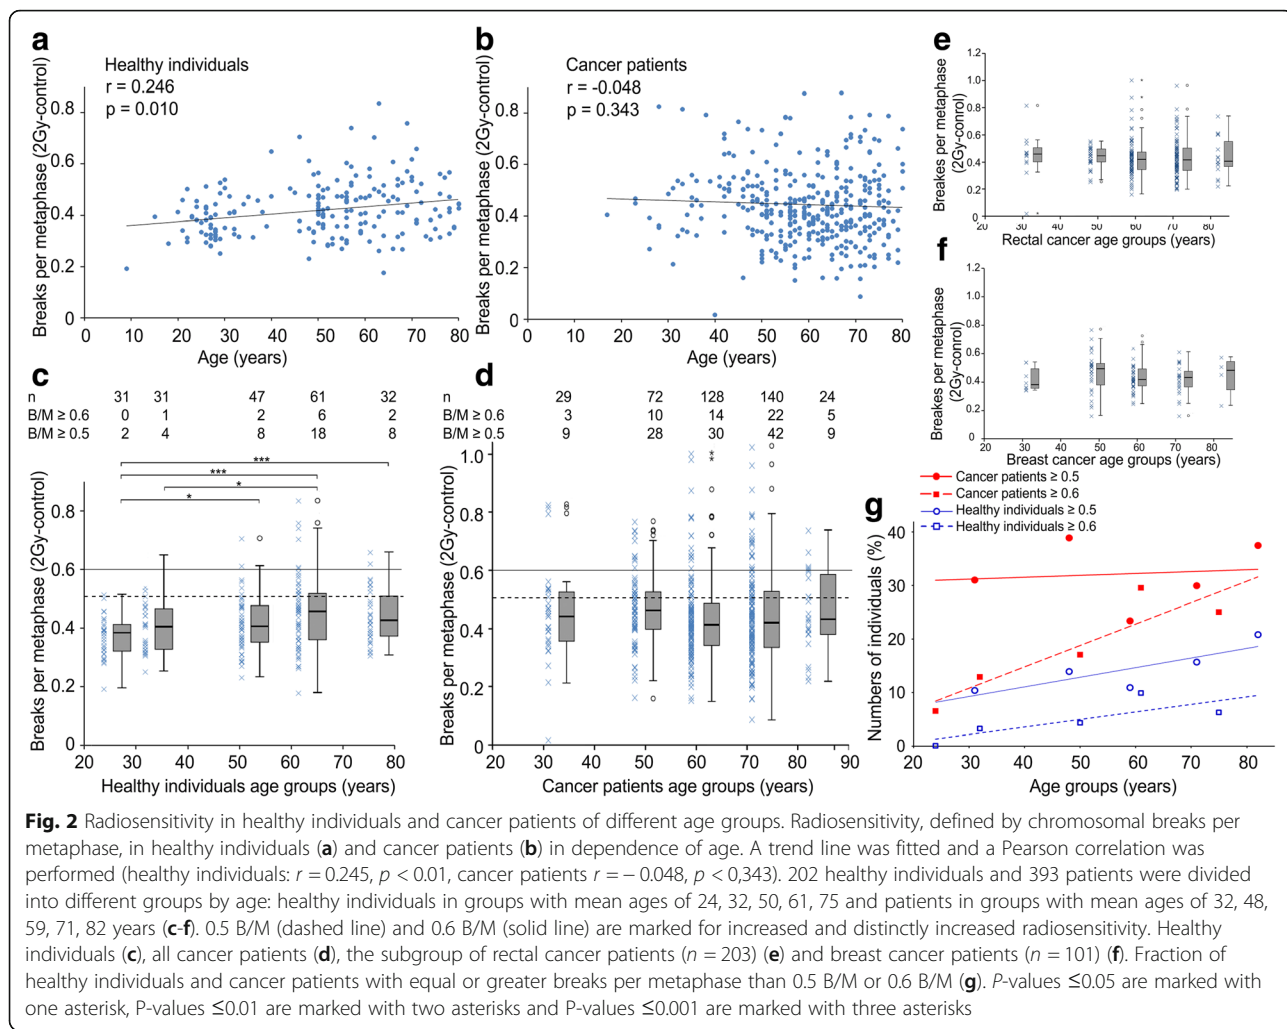 a
Healthy individuals
r = 0.246
p = 0.010
Breaks per metaphase (2Gy-control)
0.8
0.6
0.4
0.2
0
0 10 20 30 40 50 60 70 80
Age (years)
b
Cancer patients
r = -0.048
p = 0.343
Breaks per metaphase (2Gy-control)
0.8
0.6
0.4
0.2
0
0 10 20 30 40 50 60 70 80
Age (years)
e
Breakes per metaphase
(2Gy-conrol)
1.2
1.0
0.8
0.6
0.4
0.2
0
20 30 40 50 60 70 80
Rectal cancer age groups (years)
f
Breakes per metaphase
(2Gy-control)
1.2
1.0
0.8
0.6
0.4
0.2
0
20 30 40 50 60 70 80
Breast cancer age groups (years)
c
n 31 31 47 61 32
B/M ≥ 0.6 0 1 2 6 2
B/M ≥ 0.5 2 4 8 18 8
***
***
*
*
Breaks per metaphase (2Gy-control)
0.8
0.6
0.4
0.2
0
20 30 40 50 60 70 80
Healthy individuals age groups (years)
d
n 29 72 128 140 24
B/M ≥ 0.6 3 10 14 22 5
B/M ≥ 0.5 9 28 30 42 9
Breaks per metaphase (2Gy-control)
1.0
0.8
0.6
0.4
0.2
0
20 30 40 50 60 70 80 90
Cancer patients age groups (years)
g
Cancer patients ≥ 0.5
Cancer patients ≥ 0.6
Healthy individuals ≥ 0.5
Healthy individuals ≥ 0.6
Numbers of individuals (%)
40
30
20
10
0
20 30 40 50 60 70 80
Age groups (years)
Fig. 2 Radiosensitivity in healthy individuals and cancer patients of different age groups. Radiosensitivity, defined by chromosomal breaks per
metaphase, in healthy individuals (a) and cancer patients (b) in dependence of age. A trend line was fitted and a Pearson correlation was
performed (healthy individuals: r = 0.245, p < 0.01, cancer patients r = − 0.048, p < 0,343). 202 healthy individuals and 393 patients were divided
into different groups by age: healthy individuals in groups with mean ages of 24, 32, 50, 61, 75 and patients in groups with mean ages of 32, 48,
59, 71, 82 years (c-f). 0.5 B/M (dashed line) and 0.6 B/M (solid line) are marked for increased and distinctly increased radiosensitivity. Healthy
individuals (c), all cancer patients (d), the subgroup of rectal cancer patients (n = 203) (e) and breast cancer patients (n = 101) (f). Fraction of
healthy individuals and cancer patients with equal or greater breaks per metaphase than 0.5 B/M or 0.6 B/M (g). P-values ≤0.05 are marked with
one asterisk, P-values ≤0.01 are marked with two asterisks and P-values ≤0.001 are marked with three asterisks